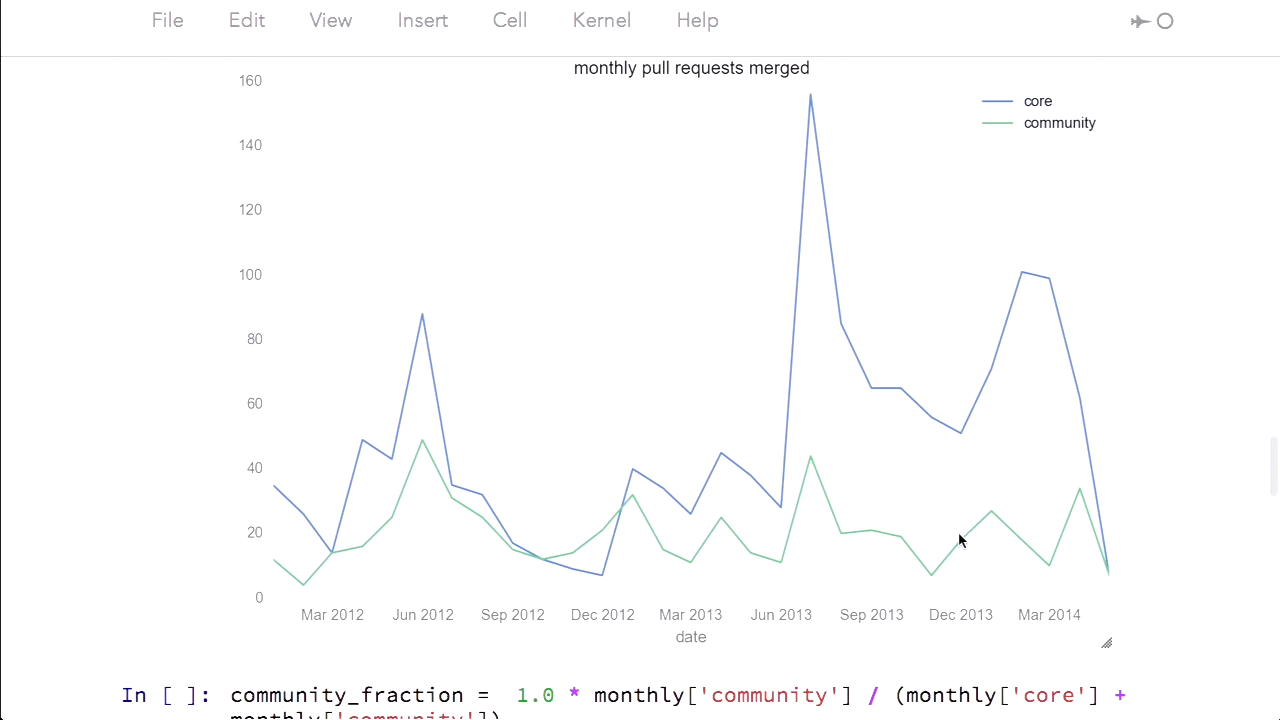 File Edit View Insert Cell Kernel Help
monthly pull requests merged
160
core
community
140
120
100
80
60
40
20
0
Mar 2012 Jun 2012 Sep 2012 Dec 2012 Mar 2013 Jun 2013 Sep 2013 Dec 2013 Mar 2014
date
In [ ]: community_fraction = 1.0 * monthly['community'] / (monthly['core'] +
monthly['community'])